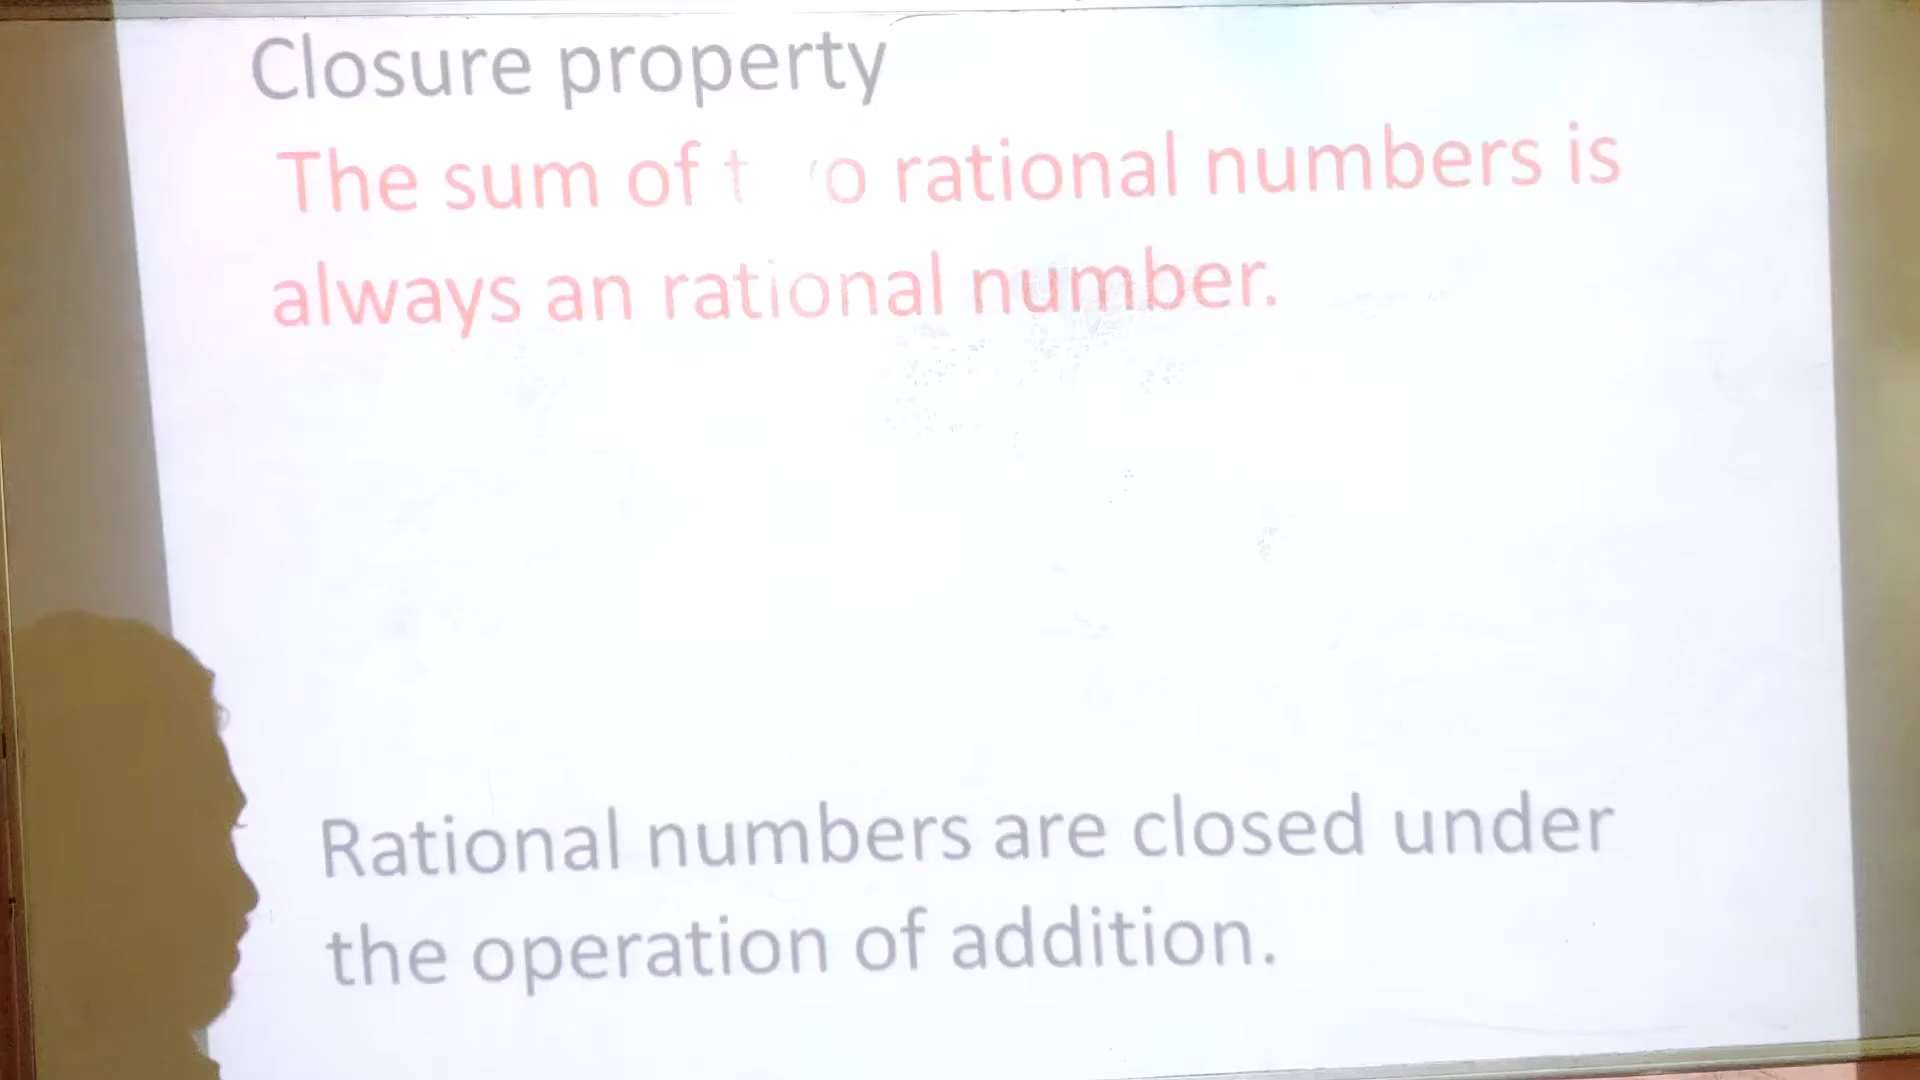 Closure property
The sum of two rational numbers is
always an rational number.
Rational numbers are closed under
the operation of addition.